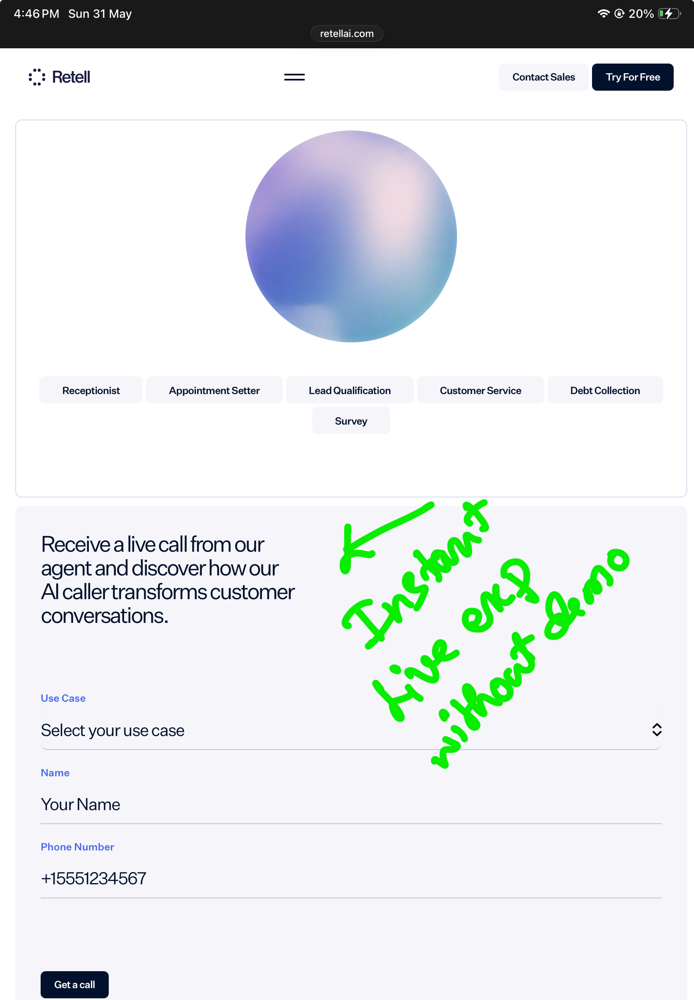 4:46 PM Sun 31 May
20%
retellai.com
Retell
Contact Sales
Try For Free
Receptionist
Appointment Setter
Lead Qualification
Customer Service
Debt Collection
Survey
Receive a live call from our
agent and discover how our
AI caller transforms customer
conversations.
Instant
Live exp
without demo
Use Case
Select your use case
Name
Your Name
Phone Number
+15551234567
Get a call